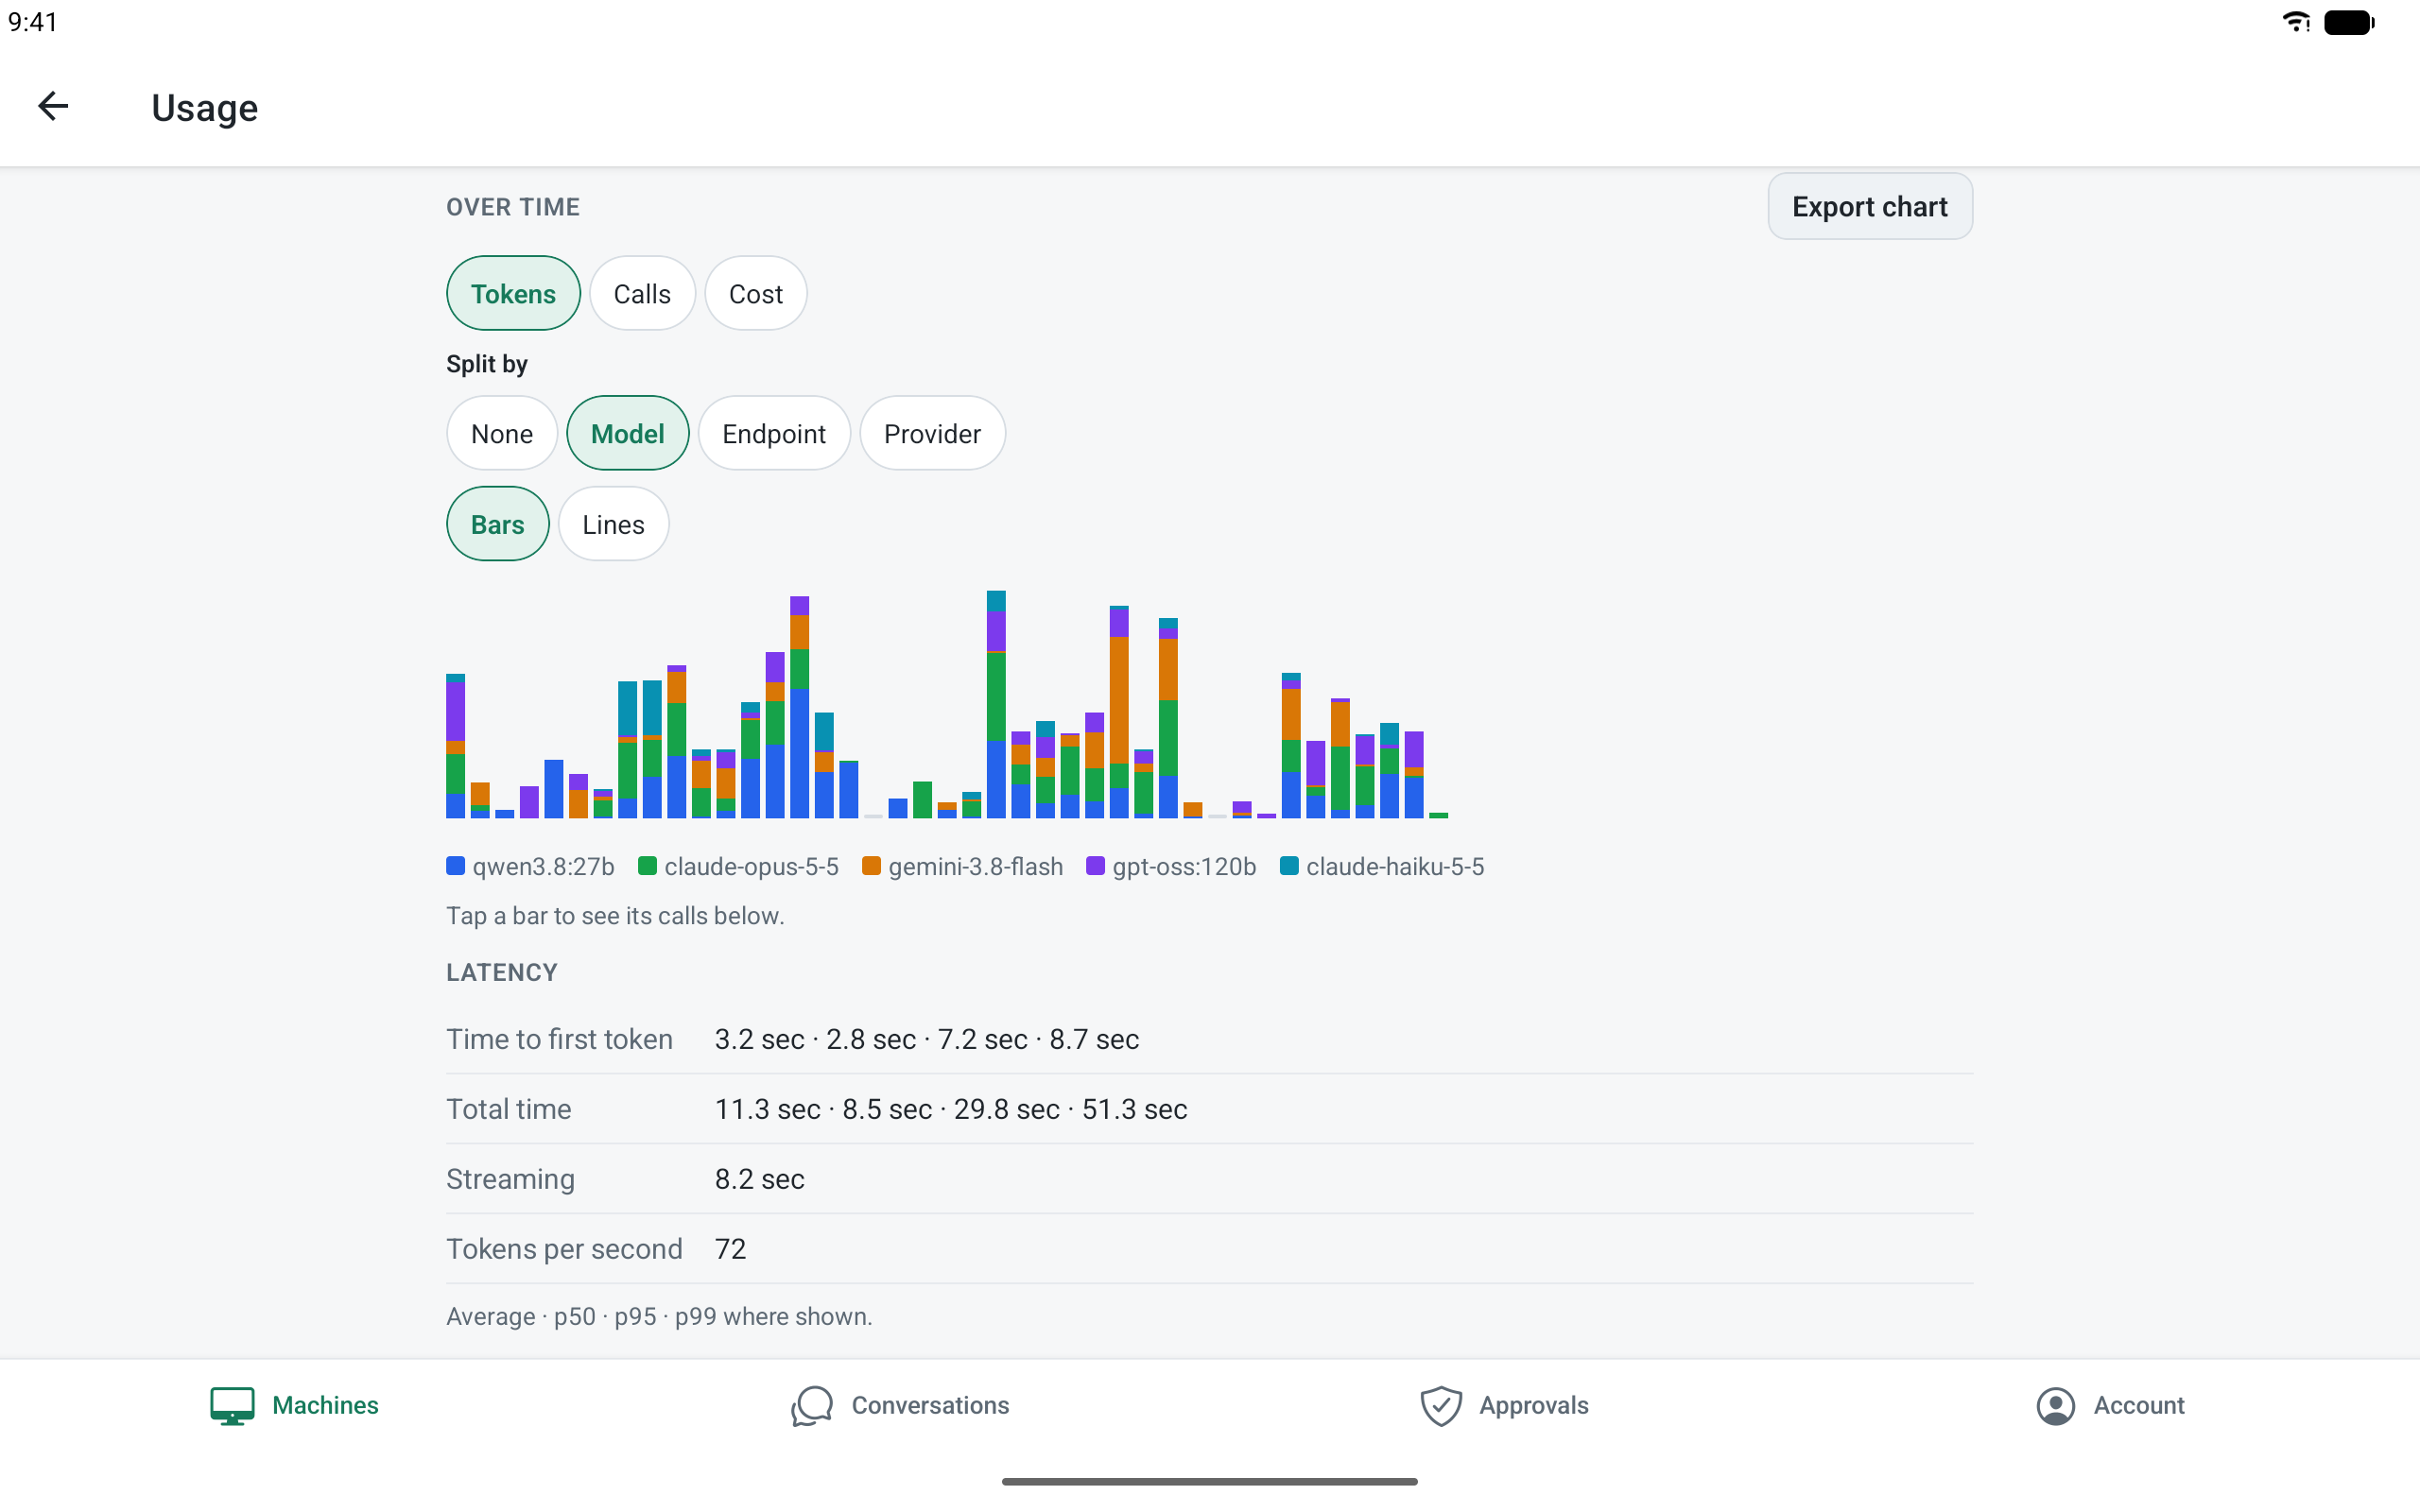 9:41
Usage
OVER TIME
Export chart
Tokens Calls Cost
Split by
None Model Endpoint Provider
Bars Lines
qwen3.8:27b claude-opus-5-5 gemini-3.8-flash gpt-oss:120b claude-haiku-5-5
Tap a bar to see its calls below.
LATENCY
Time to first token 3.2 sec · 2.8 sec · 7.2 sec · 8.7 sec
Total time 11.3 sec · 8.5 sec · 29.8 sec · 51.3 sec
Streaming 8.2 sec
Tokens per second 72
Average · p50 · p95 · p99 where shown.
Machines Conversations Approvals Account